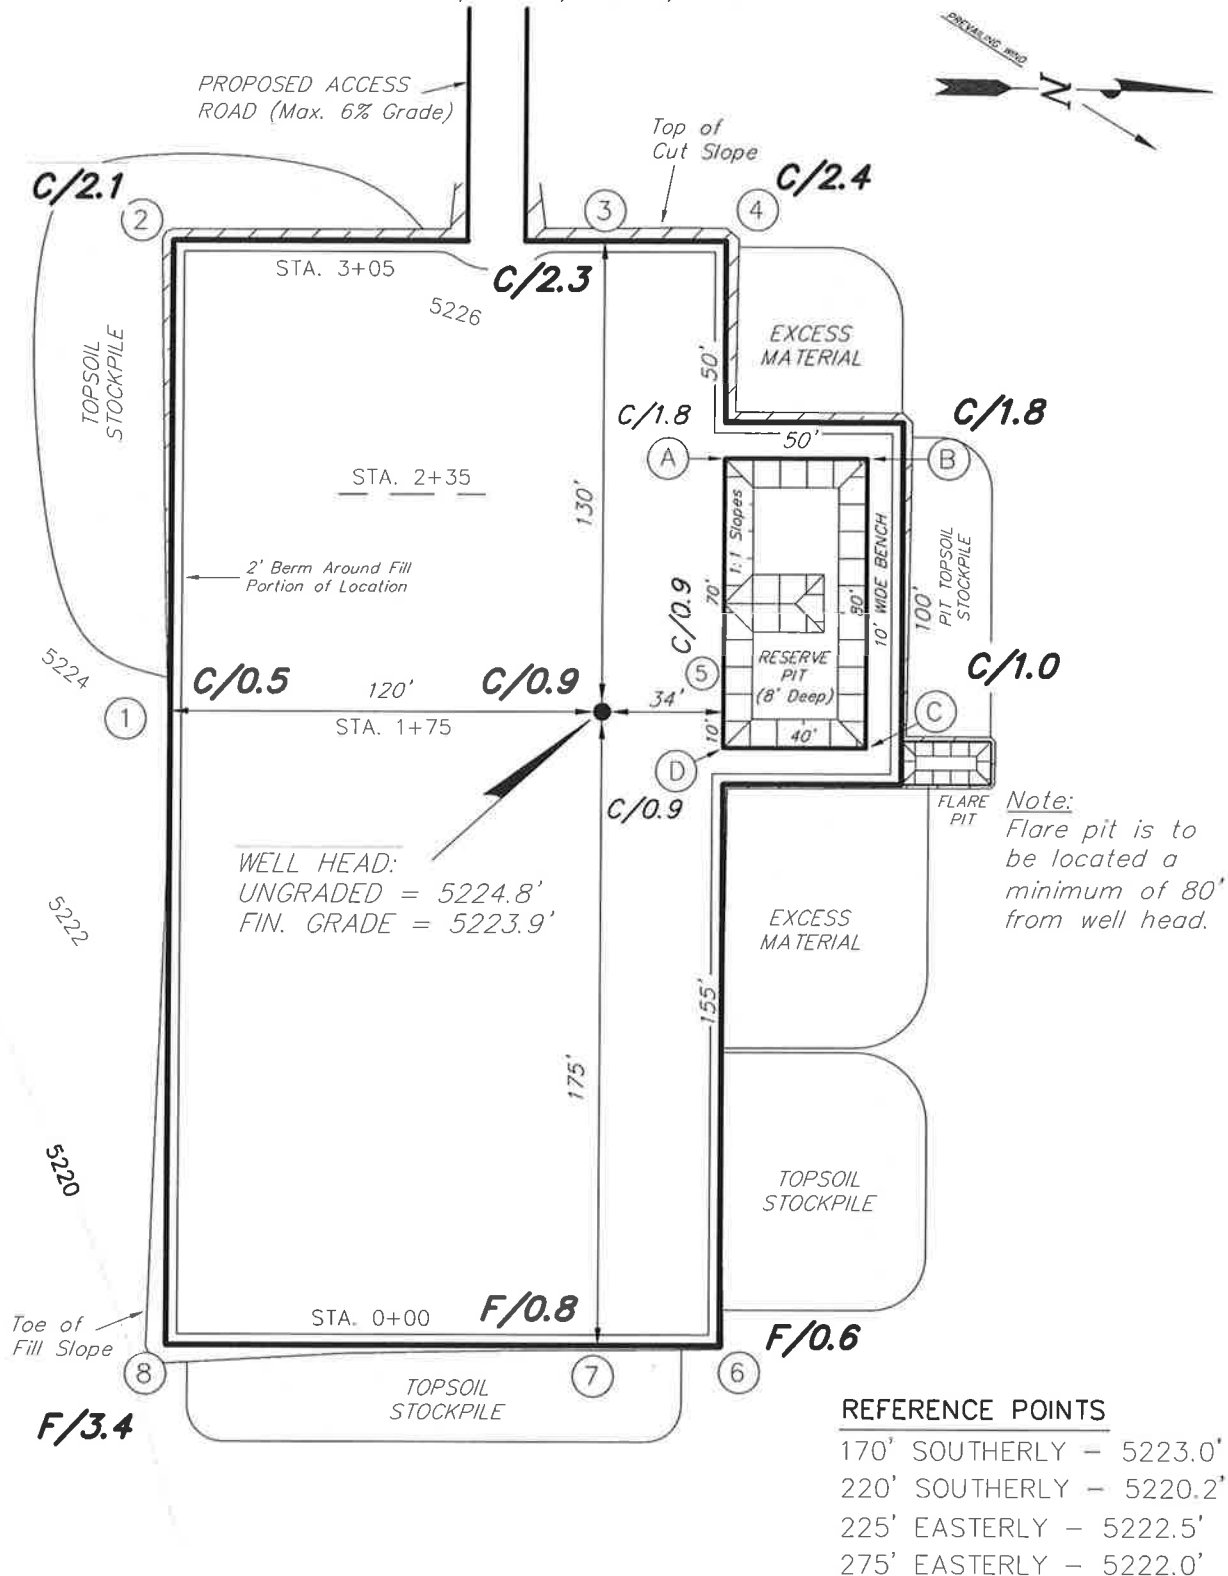 PREVAILING WIND
N
PROPOSED ACCESS
ROAD (Max. 6% Grade)
Top of
Cut Slope
C/2.1
C/2.4
2
3
4
STA. 3+05
C/2.3
5226
TOPSOIL
STOCKPILE
EXCESS
MATERIAL
50'
C/1.8
C/1.8
50'
A
B
STA. 2+35
130'
1:1 Slopes
70'
80'
10' WIDE BENCH
100'
PIT TOPSOIL
STOCKPILE
2' Berm Around Fill
Portion of Location
C/0.9
5
RESERVE
PIT
(8' Deep)
5224
C/0.5
120'
C/0.9
34'
C/1.0
1
STA. 1+75
10'
40'
C
D
C/0.9
FLARE
PIT
Note:
Flare pit is to
be located a
minimum of 80'
from well head.
WELL HEAD:
UNGRADED = 5224.8'
FIN. GRADE = 5223.9'
5222
EXCESS
MATERIAL
155'
175'
5220
TOPSOIL
STOCKPILE
STA. 0+00
F/0.8
F/0.6
Toe of
Fill Slope
8
7
6
TOPSOIL
STOCKPILE
F/3.4
REFERENCE POINTS
170' SOUTHERLY – 5223.0'
220' SOUTHERLY – 5220.2'
225' EASTERLY – 5222.5'
275' EASTERLY – 5222.0'